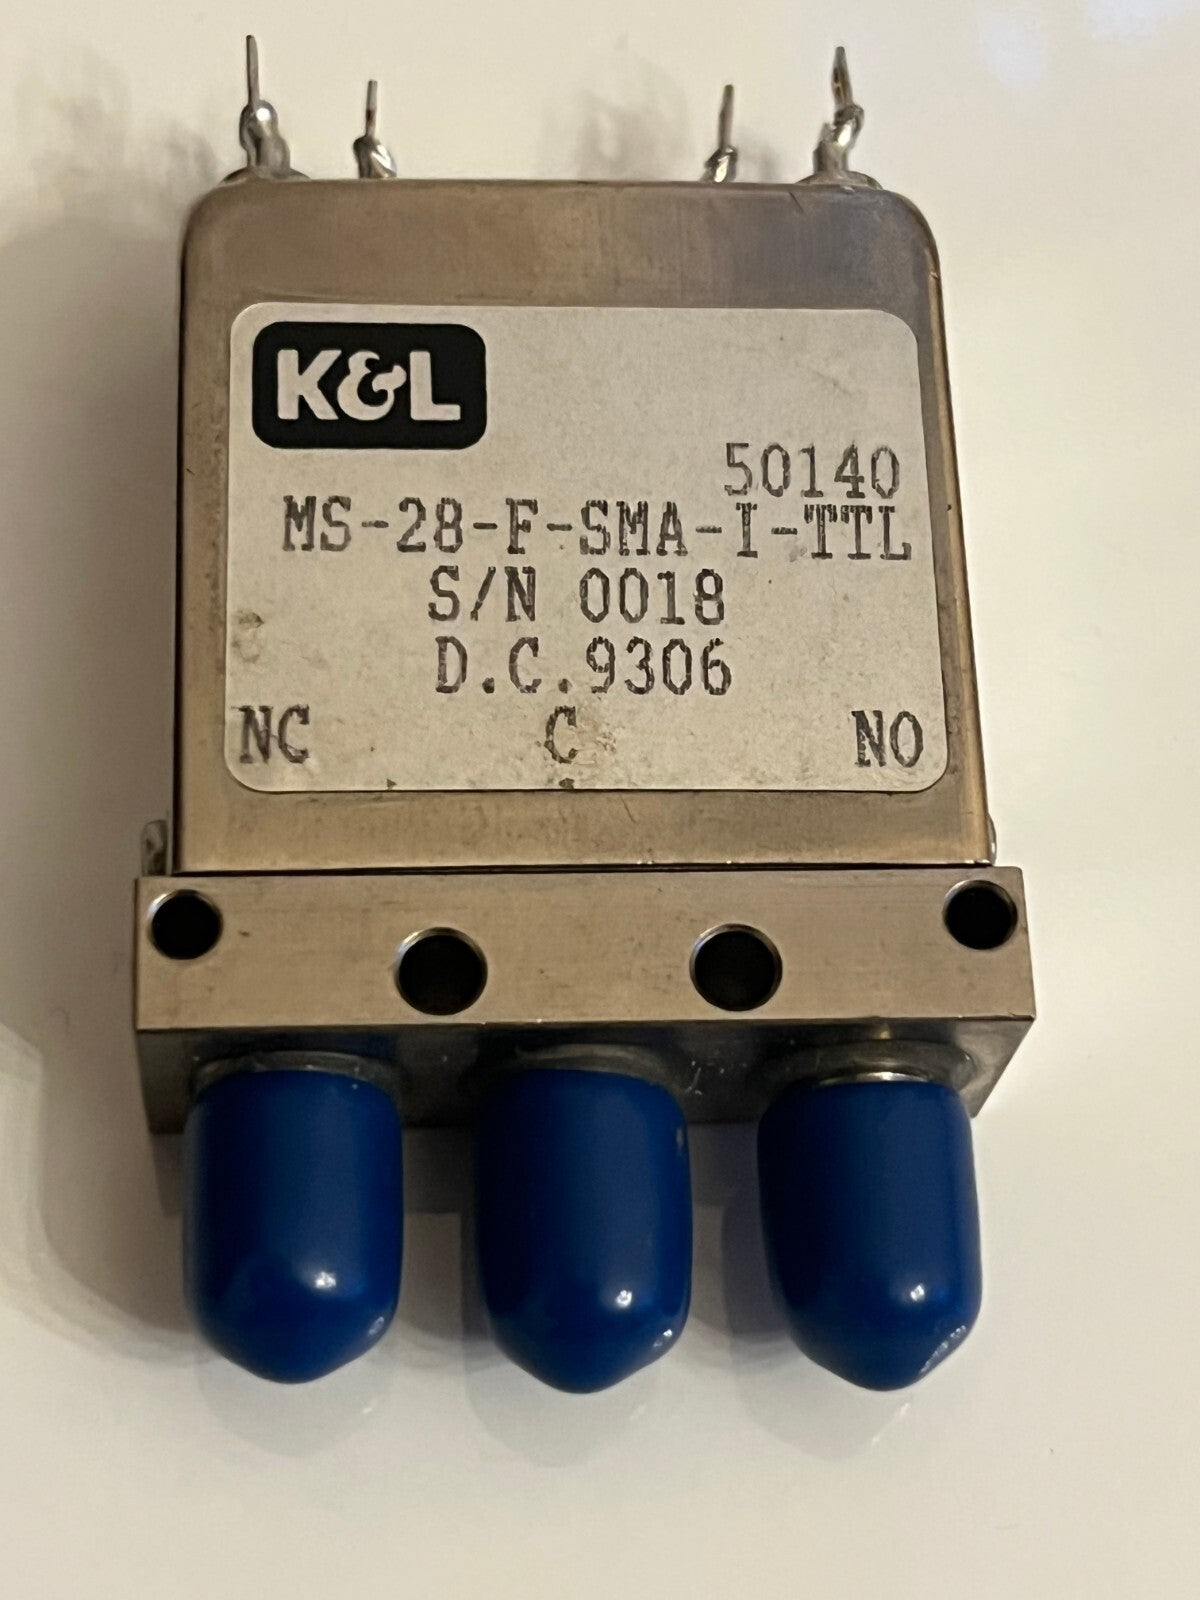 K&L
50140
MS-28-F-SMA-I-TTL
S/N 0018
D.C.9306
NC C NO